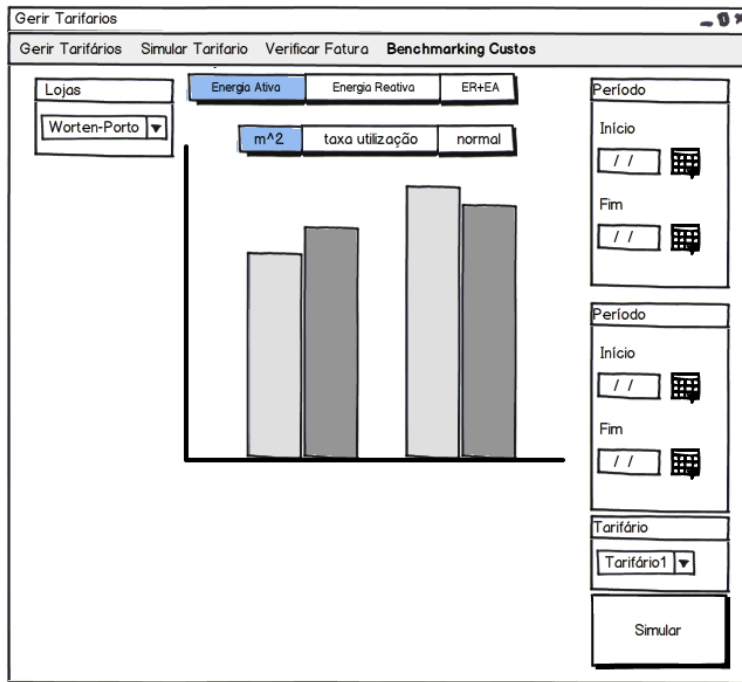 Gerir Tarifarios
Gerir Tarifários Simular Tarifario Verificar Fatura Benchmarking Custos
Lojas
Worten-Porto
Energia Ativa Energia Reativa ER+EA
m^2 taxa utilização normal
Período
Início
/ /
Fim
/ /
Período
Início
/ /
Fim
/ /
Tarifário
Tarifário1
Simular